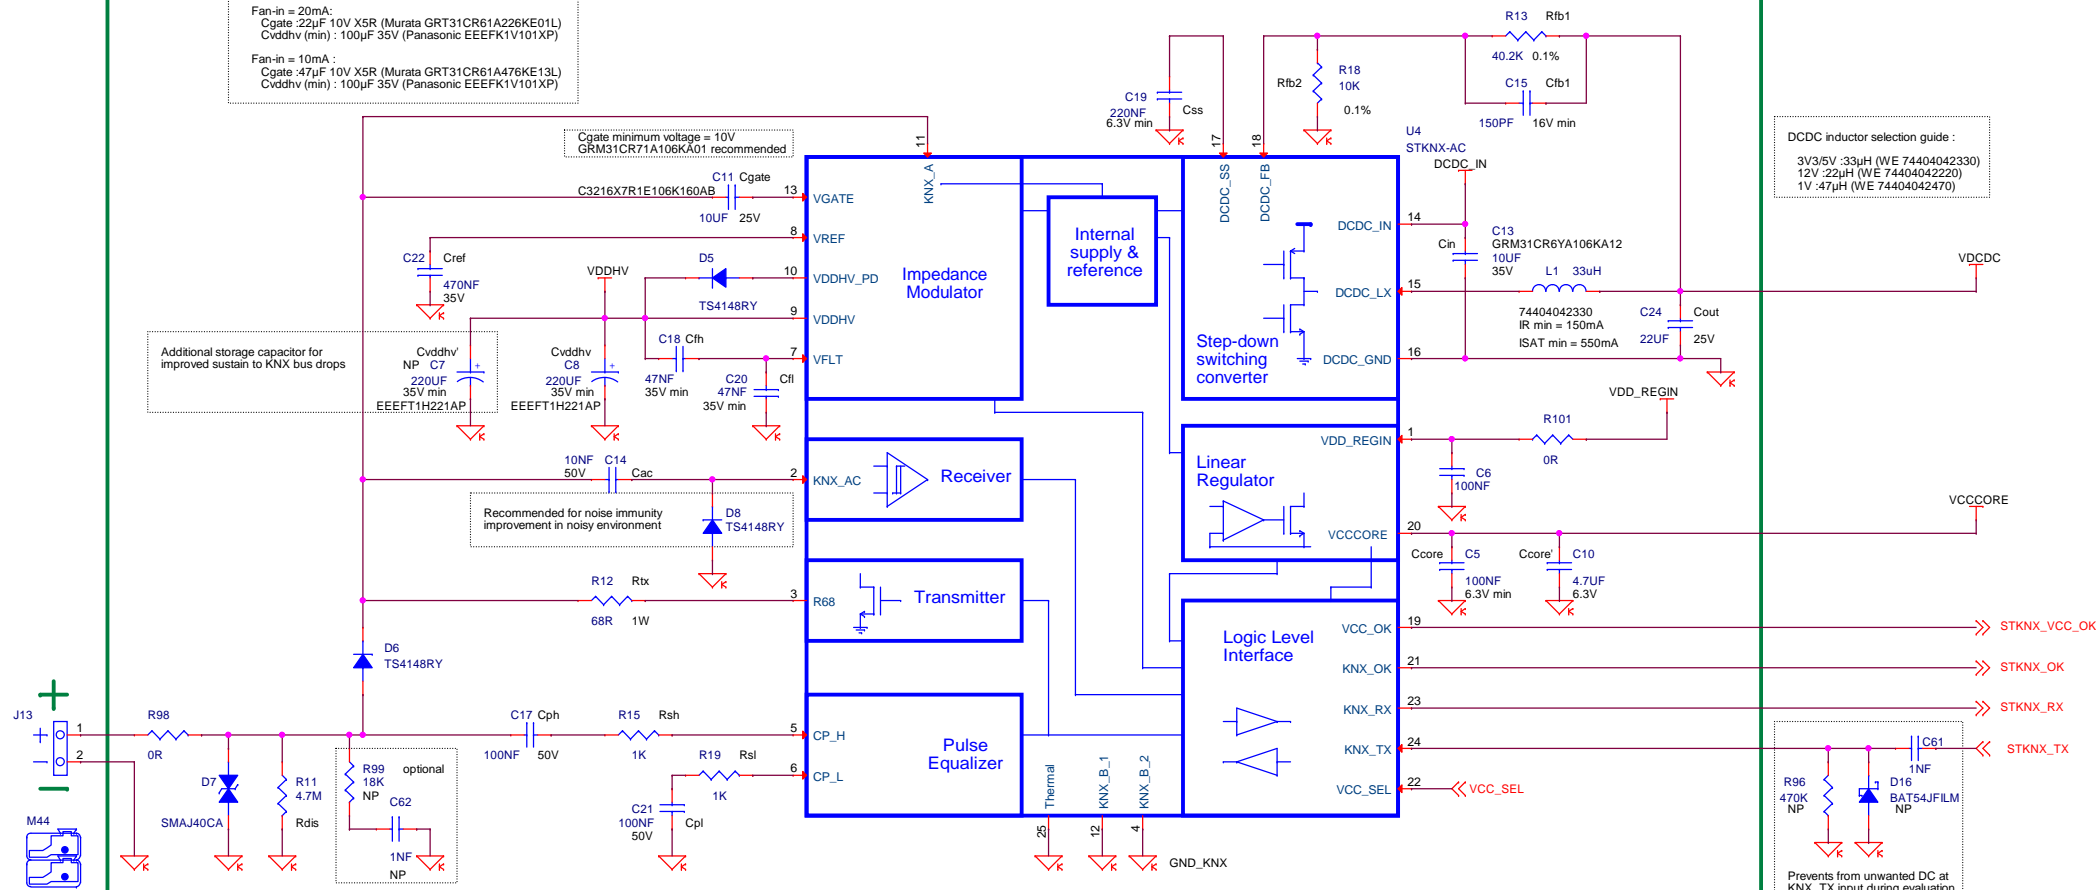 Fan-in = 20mA:
Cgate :22µF 10V X5R (Murata GRT31CR61A226KE01L)
Cvddhv (min) : 100µF 35V (Panasonic EEEFK1V101XP)
Fan-in = 10mA :
Cgate :47µF 10V X5R (Murata GRT31CR61A476KE13L)
Cvddhv (min) : 100µF 35V (Panasonic EEEFK1V101XP)
Cgate minimum voltage = 10V
GRM31CR71A106KA01 recommended
R13 Rfb1
40.2K 0.1%
C15 Cfb1
150PF 16V min
Rfb2
R18
10K
0.1%
C19
220NF
6.3V min
Css
17
18
11
U4
STKNX-AC
DCDC_IN
DCDC inductor selection guide :
3V3/5V :33µH (WE 74404042330)
12V :22µH (WE 74404042220)
1V :47µH (WE 74404042470)
C11 Cgate
C3216X7R1E106K160AB
10UF 25V
13
VGATE
KNX_A
DCDC_SS
DCDC_FB
8
VREF
C22 Cref
470NF
35V
VDDHV
D5
TS4148RY
10
VDDHV_PD
9
VDDHV
Impedance
Modulator
Internal
supply &
reference
DCDC_IN
14
Cin
C13
GRM31CR6YA106KA12
10UF
35V
L1 33uH
VDCDC
DCDC_LX
15
74404042330
IR min = 150mA
ISAT min = 550mA
C24 Cout
22UF 25V
Step-down
switching
converter
DCDC_GND
16
Additional storage capacitor for
improved sustain to KNX bus drops
Cvddhv'
NP C7
220UF
35V min
EEEFT1H221AP
Cvddhv
C8
220UF
35V min
EEEFT1H221AP
C18 Cfh
47NF
35V min
7
VFLT
C20 Cfl
47NF
35V min
VDD_REGIN
R101
0R
VDD_REGIN
1
C6
100NF
Linear
Regulator
10NF
50V
C14
Cac
2
KNX_AC
Receiver
Recommended for noise immunity
improvement in noisy environment
D8
TS4148RY
VCCCORE
VCCCORE
20
Ccore C5
100NF
6.3V min
Ccore' C10
4.7UF
6.3V
R12 Rtx
68R 1W
3
R68
Transmitter
Logic Level
Interface
VCC_OK
19
STKNX_VCC_OK
KNX_OK
21
STKNX_OK
KNX_RX
23
STKNX_RX
KNX_TX
24
STKNX_TX
VCC_SEL
22
VCC_SEL
D6
TS4148RY
+
J13
+
1
−
2
R98
0R
D7
SMAJ40CA
R11
4.7M
Rdis
R99
18K
NP
optional
C62
1NF
NP
C17 Cph
100NF 50V
R15 Rsh
1K
5
CP_H
R19 Rsl
1K
6
CP_L
C21
100NF
50V
Cpl
Pulse
Equalizer
Thermal
KNX_B_1
KNX_B_2
25
12
4
GND_KNX
M44
C61
1NF
R96
470K
NP
D16
BAT54JFILM
NP
Prevents from unwanted DC at
KNX_TX input during evaluation